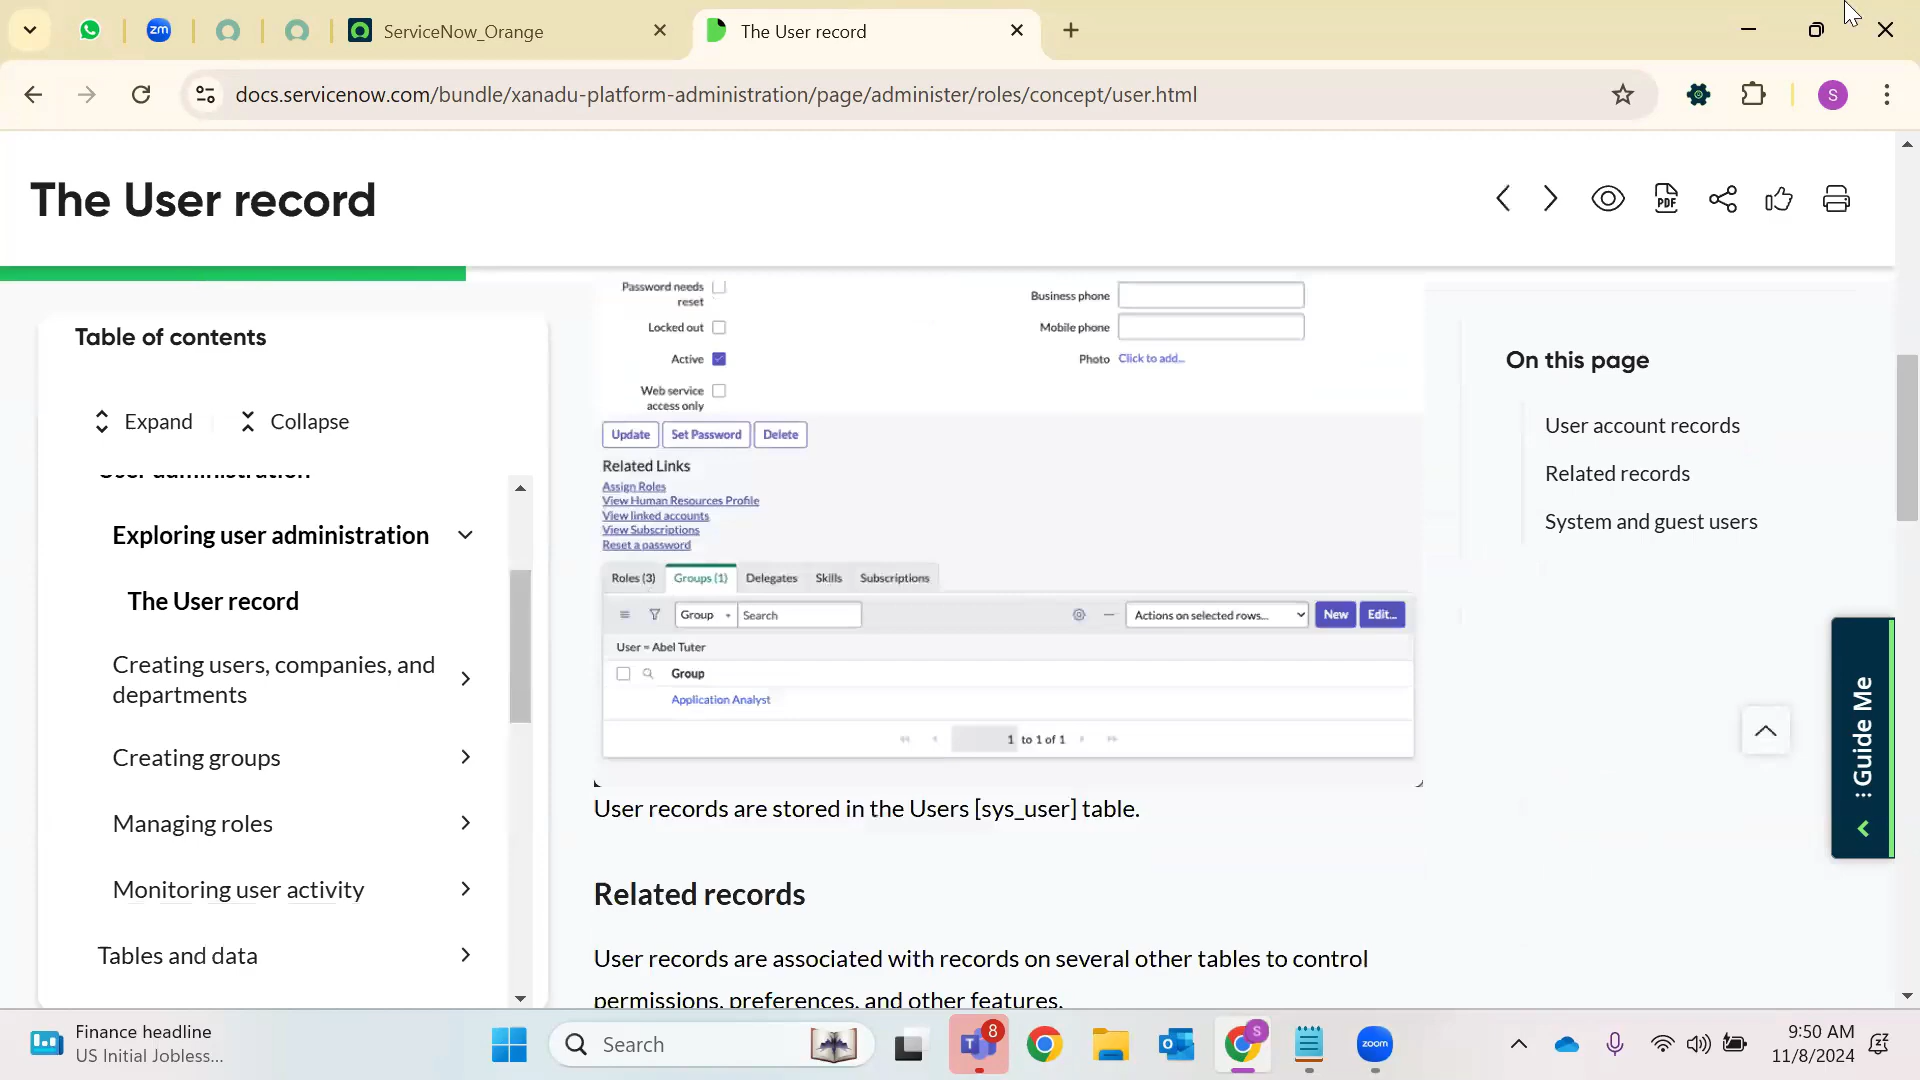 zm
ServiceNow_Orange
The User record
docs.servicenow.com/bundle/xanadu-platform-administration/page/administer/roles/concept/user.html
S
The User record
PDF
Table of contents
Expand
Collapse
User administration
Exploring user administration
The User record
Creating users, companies, and
departments
Creating groups
Managing roles
Monitoring user activity
Tables and data
Password needs
reset
Locked out
Active
Web service
access only
Business phone
Mobile phone
Photo Click to add...
Update
Set Password
Delete
Related Links
Assign Roles
View Human Resources Profile
View linked accounts
View Subscriptions
Reset a password
Roles (3)
Groups (1)
Delegates
Skills
Subscriptions
Group
Search
Actions on selected rows...
New
Edit...
User = Abel Tuter
Group
Application Analyst
1 to 1 of 1
User records are stored in the Users [sys_user] table.
Related records
User records are associated with records on several other tables to control
permissions, preferences, and other features.
On this page
User account records
Related records
System and guest users
Guide Me
Finance headline
US Initial Jobless...
Search
T
8
O
S
zoom
9:50 AM
11/8/2024